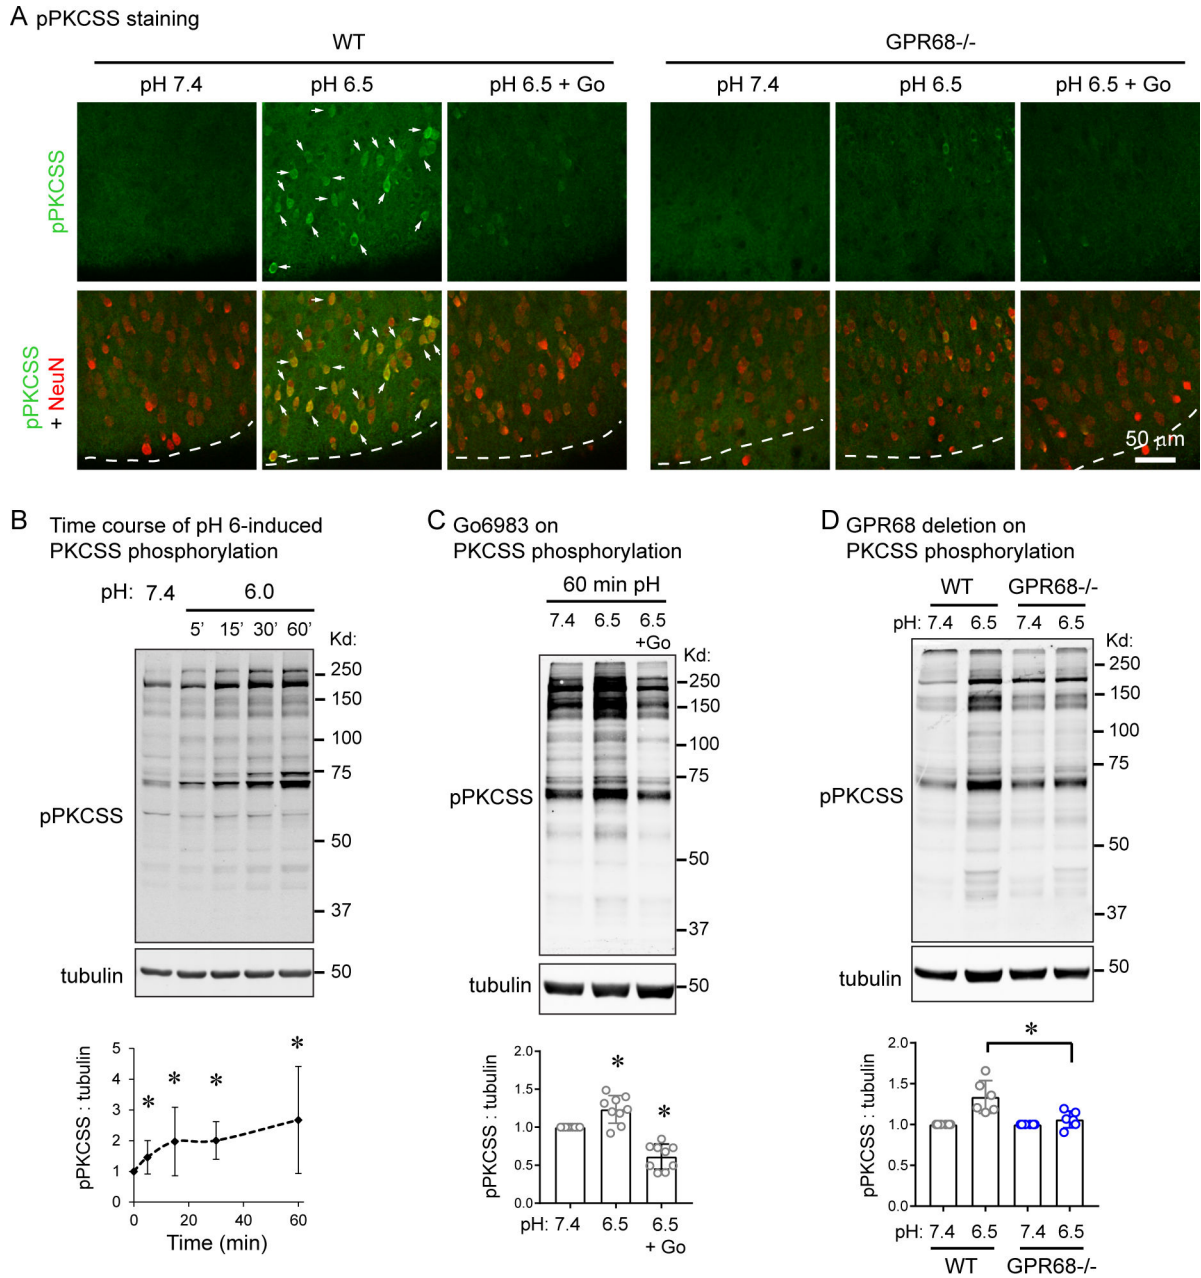 A pPKCSS staining
WT
GPR68-/-
pH 7.4
pH 6.5
pH 6.5 + Go
pH 7.4
pH 6.5
pH 6.5 + Go
pPKCSS
pPKCSS
+ NeuN
50 µm
B Time course of pH 6-induced
PKCSS phosphorylation
pH: 7.4 6.0
5’ 15’ 30’ 60’ Kd:
250
150
100
75
pPKCSS
50
37
tubulin
50
pPKCSS : tubulin
5
4
3
2
1
0
* * * *
0 20 40 60
Time (min)
C Go6983 on
PKCSS phosphorylation
60 min pH
7.4 6.5 6.5
+Go
Kd:
250
150
100
75
pPKCSS
50
37
tubulin
50
pPKCSS : tubulin
2.0
1.5
1.0
0.5
0.0
* *
pH: 7.4 6.5 6.5
+ Go
D GPR68 deletion on
PKCSS phosphorylation
WT GPR68-/-
pH: 7.4 6.5 7.4 6.5
Kd:
250
150
100
75
pPKCSS
50
37
tubulin
50
pPKCSS : tubulin
2.0
1.5
1.0
0.5
0.0
*
pH: 7.4 6.5 7.4 6.5
WT GPR68-/-